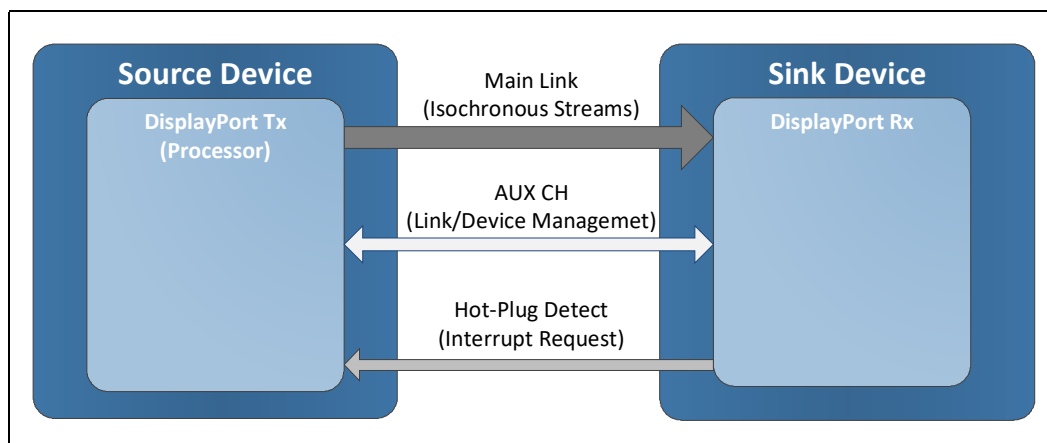 Source Device
DisplayPort Tx
(Processor)
Main Link
(Isochronous Streams)
AUX CH
(Link/Device Managemet)
Hot-Plug Detect
(Interrupt Request)
Sink Device
DisplayPort Rx